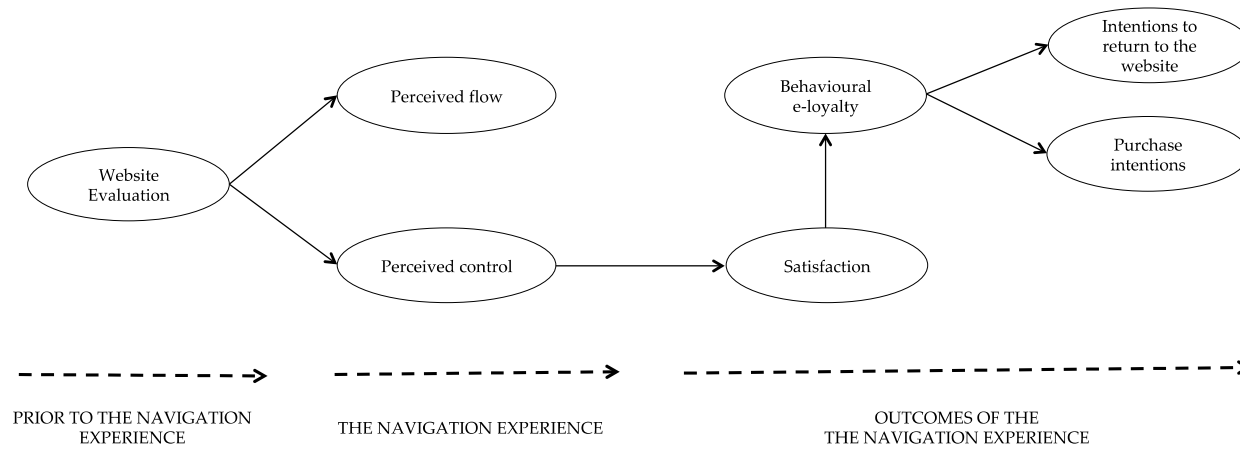 Intentions to
return to the
website
Perceived flow
Behavioural
e-loyalty
Purchase
intentions
Website
Evaluation
Perceived control
Satisfaction
PRIOR TO THE NAVIGATION
EXPERIENCE
THE NAVIGATION EXPERIENCE
OUTCOMES OF THE
THE NAVIGATION EXPERIENCE